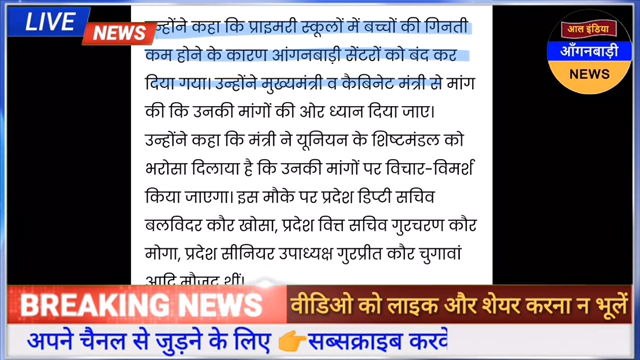 LIVE
NEWS
उन्होंने कहा कि प्राइमरी स्कूलों में बच्चों की गिनती
कम होने के कारण आंगनबाड़ी सेंटरों को बंद कर
दिया गया। उन्होंने मुख्यमंत्री व कैबिनेट मंत्री से मांग
की कि उनकी मांगों की ओर ध्यान दिया जाए।
उन्होंने कहा कि मंत्री ने यूनियन के शिष्टमंडल को
भरोसा दिलाया है कि उनकी मांगों पर विचार-विमर्श
किया जाएगा। इस मौके पर प्रदेश डिप्टी सचिव
बलविदर कौर खोसा, प्रदेश वित्त सचिव गुरचरण कौर
मोगा, प्रदेश सीनियर उपाध्यक्ष गुरप्रीत कौर चुगावां
आदि मौजूद थीं।
आल इंडिया
आँगनबाड़ी
NEWS
BREAKING NEWS
वीडियो को लाइक और शेयर करना न भूलें
अपने चैनल से जुड़ने के लिए 👉सब्सक्राइब करवे